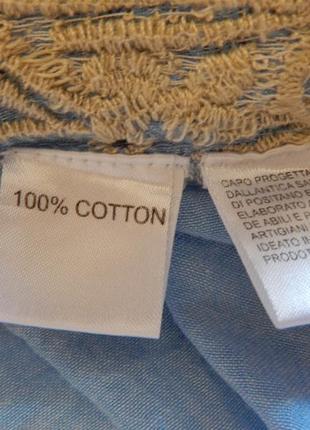 100% COTTON
CAPO PROGETTA
DALL'ANTICA SA
DI POSITANO E
ELABORATO
DE ABILI E P
ARTIGIANI
IDEATO IN
PRODOT